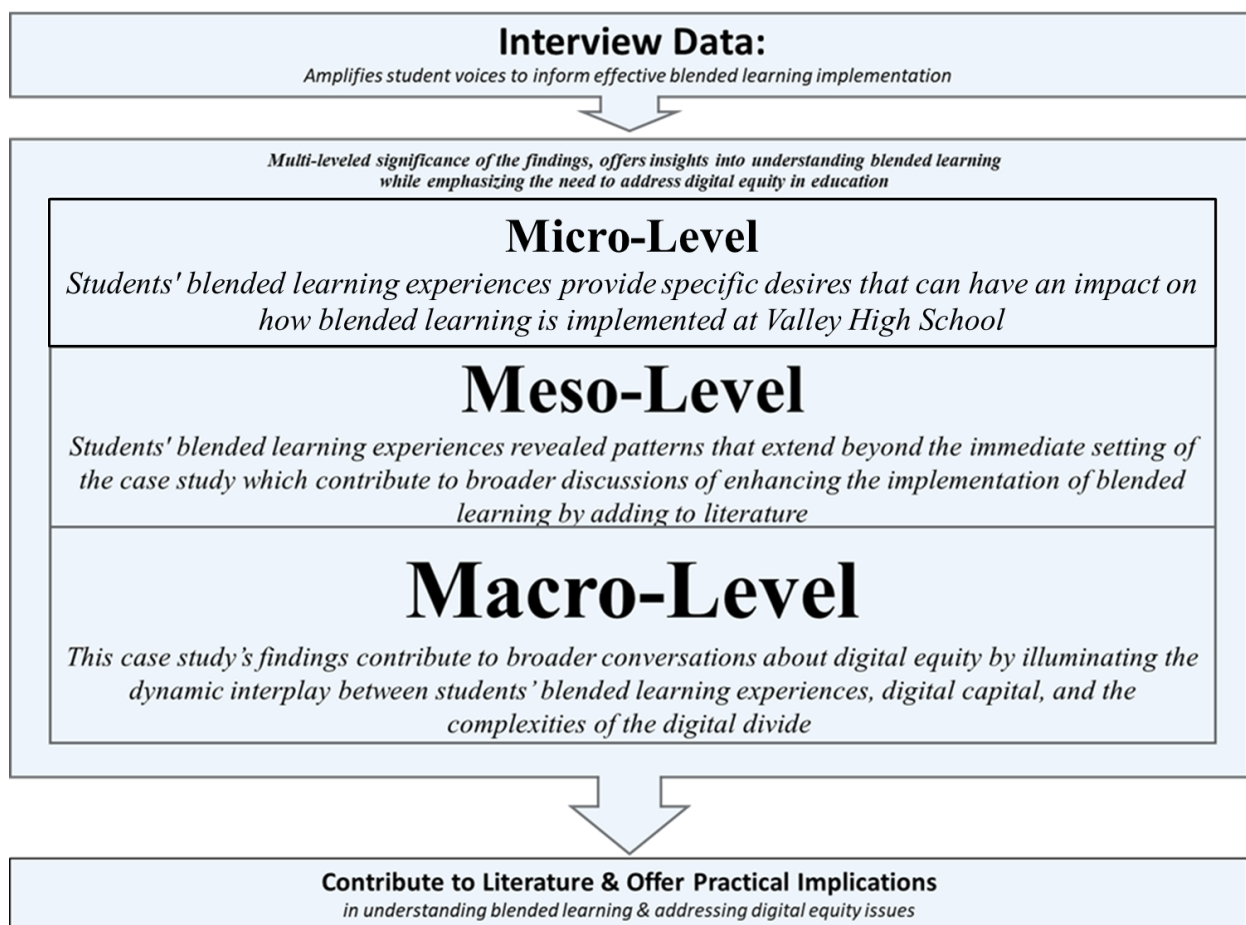 Interview Data:
Amplifies student voices to inform effective blended learning implementation
Multi-leveled significance of the findings, offers insights into understanding blended learning
while emphasizing the need to address digital equity in education
Micro-Level
Students' blended learning experiences provide specific desires that can have an impact on
how blended learning is implemented at Valley High School
Meso-Level
Students' blended learning experiences revealed patterns that extend beyond the immediate setting of
the case study which contribute to broader discussions of enhancing the implementation of blended
learning by adding to literature
Macro-Level
This case study’s findings contribute to broader conversations about digital equity by illuminating the
dynamic interplay between students’ blended learning experiences, digital capital, and the
complexities of the digital divide
Contribute to Literature & Offer Practical Implications
in understanding blended learning & addressing digital equity issues